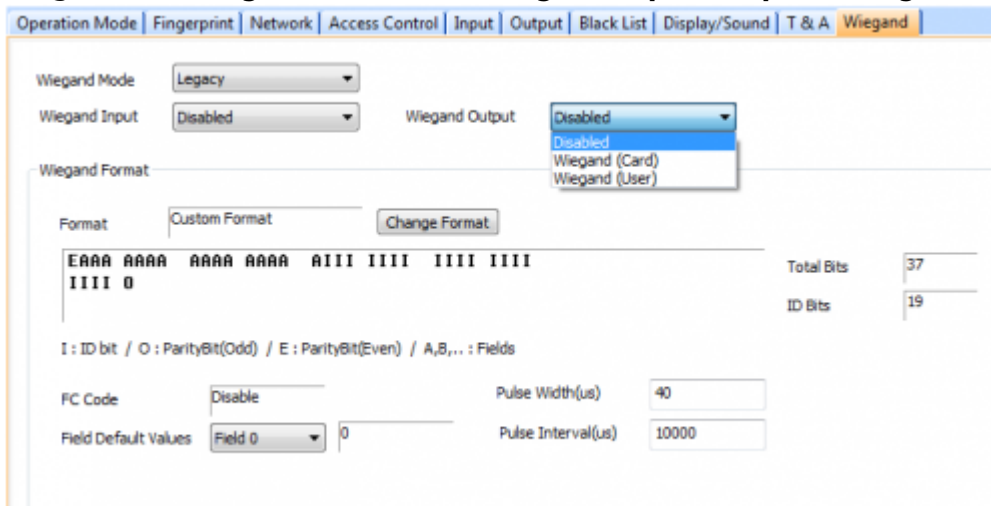 Operation Mode Fingerprint Network Access Control Input Output Black List Display/Sound T & A Wiegand
Wiegand Mode Legacy
Wiegand Input Disabled Wiegand Output Disabled
Disabled
Wiegand (Card)
Wiegand (User)
Wiegand Format
Format Custom Format Change Format
EAAA AAAA AAAA AAAA AIII IIII IIII IIII
IIII O
Total Bits 37
ID Bits 19
I : ID bit / O : ParityBit(Odd) / E : ParityBit(Even) / A,B,.. : Fields
FC Code Disable Pulse Width(us) 40
Field Default Values Field 0 0 Pulse Interval(us) 10000